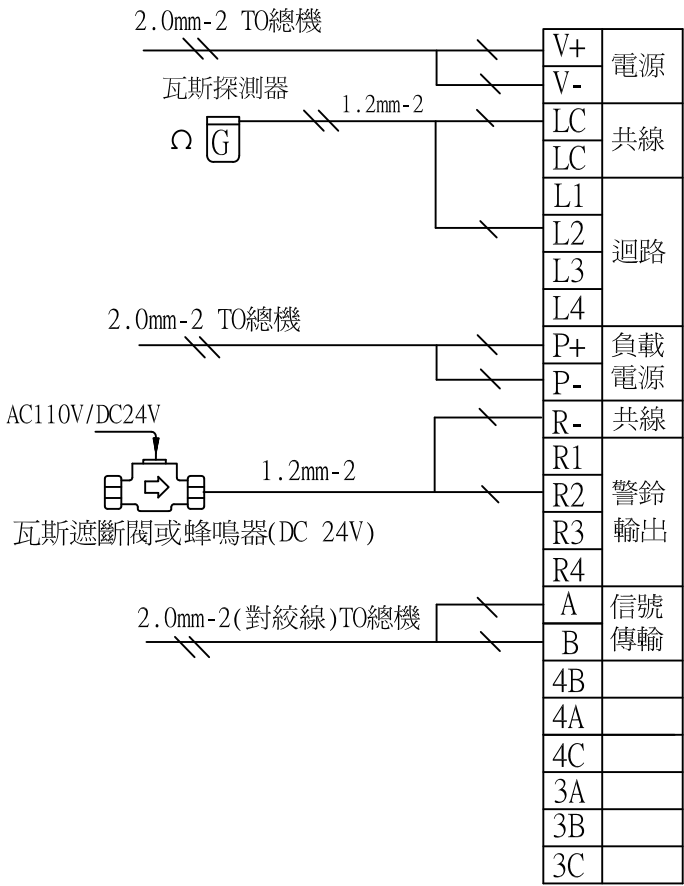 2.0mm-2 TO總機
瓦斯探測器
1.2mm-2
Ω G
2.0mm-2 TO總機
AC110V/DC24V
1.2mm-2
瓦斯遮斷閥或蜂鳴器(DC 24V)
2.0mm-2(對絞線)TO總機
V+
V-
電源
LC
LC
共線
L1
L2
L3
L4
迴路
P+
P-
負載
電源
R-
共線
R1
R2
R3
R4
警鈴
輸出
A
B
信號
傳輸
4B
4A
4C
3A
3B
3C